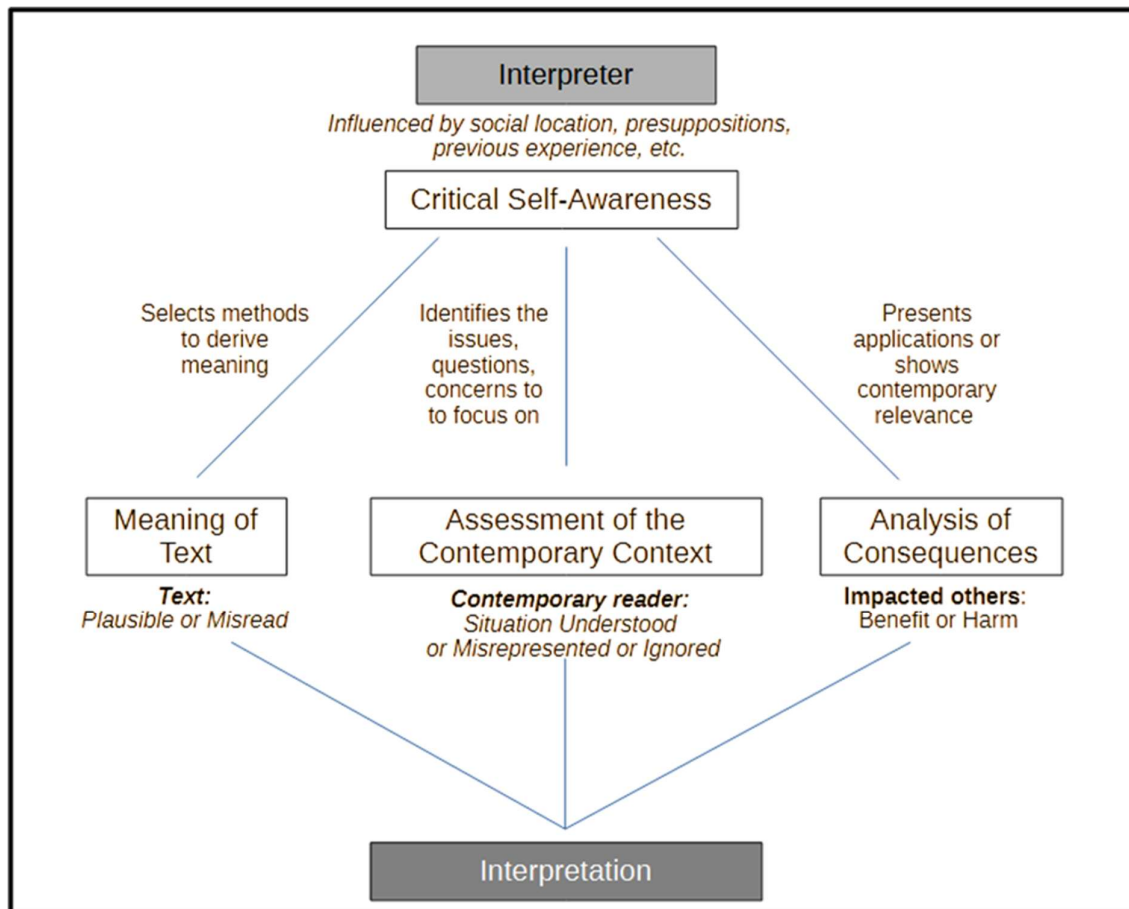 Interpreter
Influenced by social location, presuppositions,
previous experience, etc.
Critical Self-Awareness
Selects methods
to derive
meaning
Identifies the
issues,
questions,
concerns to
to focus on
Presents
applications or
shows
contemporary
relevance
Meaning of
Text
Text:
Plausible or Misread
Assessment of the
Contemporary Context
Contemporary reader:
Situation Understood
or Misrepresented or Ignored
Analysis of
Consequences
Impacted others:
Benefit or Harm
Interpretation